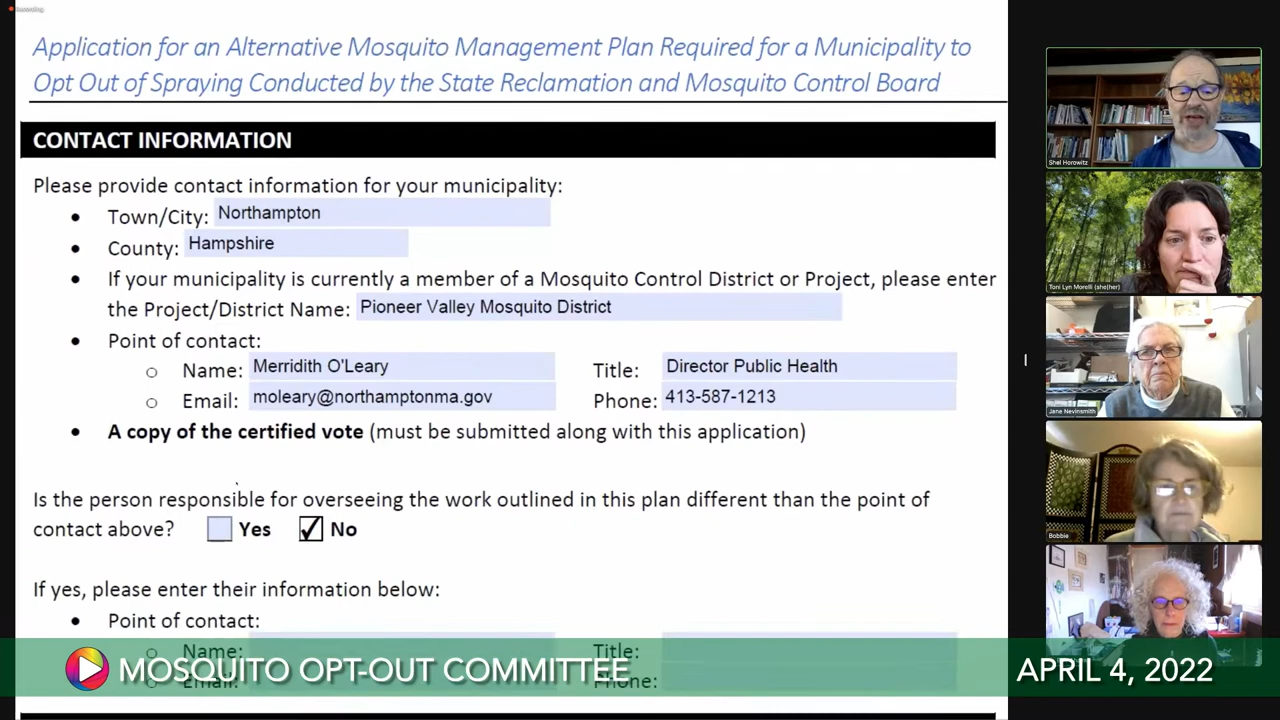 Recording
Application for an Alternative Mosquito Management Plan Required for a Municipality to
Opt Out of Spraying Conducted by the State Reclamation and Mosquito Control Board
CONTACT INFORMATION
Please provide contact information for your municipality:
• Town/City: Northampton
• County: Hampshire
• If your municipality is currently a member of a Mosquito Control District or Project, please enter
the Project/District Name: Pioneer Valley Mosquito District
• Point of contact:
○ Name: Merridith O'Leary Title: Director Public Health
○ Email: moleary@northamptonma.gov Phone: 413-587-1213
• A copy of the certified vote (must be submitted along with this application)
Is the person responsible for overseeing the work outlined in this plan different than the point of
contact above? Yes No
If yes, please enter their information below:
• Point of contact:
○ Name: Title:
○ Email: Phone:
Shel Horowitz
Toni Lyn Morelli (she/her)
Jane Nevinsmith
Bobbie
MOSQUITO OPT-OUT COMMITTEE
APRIL 4, 2022